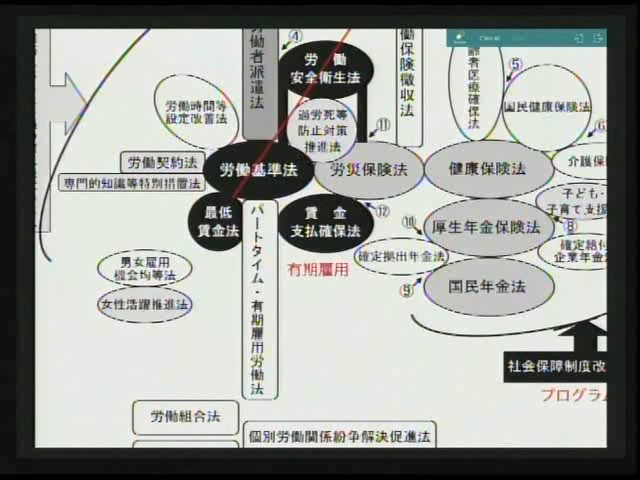 労働者派遣法
④
労働
安全衛生法
働保険徴収法
齢者医療確保法
⑤
労働時間等
設定改善法
過労死等
防止対策
推進法
⑪
国民健康保険法
⑥
労働契約法
専門的知識等特別措置法
労働基準法
労災保険法
健康保険法
介護保
最低
賃金法
パートタイム・有期雇用労働法
賃金
支払確保法
⑫
⑩
厚生年金保険法
子ども・
子育て支援
⑧
有期雇用
確定拠出年金法
確定給付
企業年金
男女雇用
機会均等法
女性活躍推進法
⑨
国民年金法
社会保障制度改
プログラム
労働組合法
個別労働関係紛争解決促進法